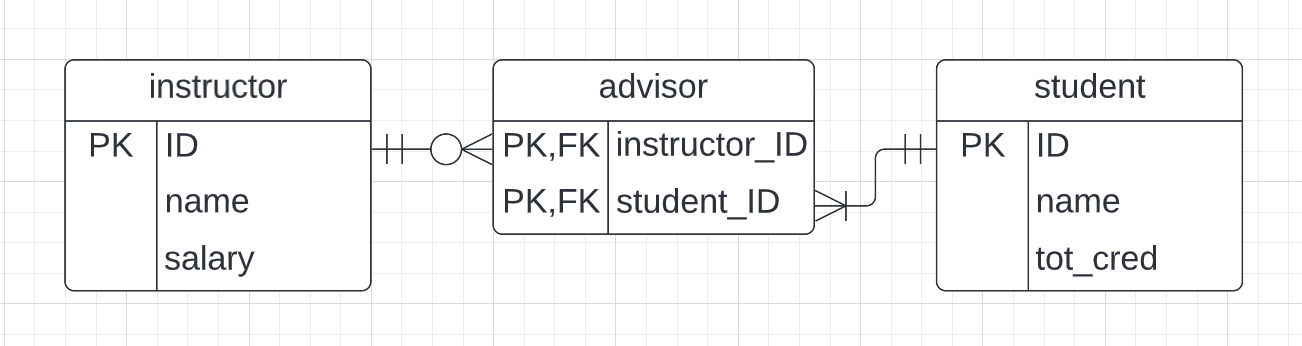 instructor
PK ID
name
salary
advisor
PK,FK instructor_ID
PK,FK student_ID
student
PK ID
name
tot_cred